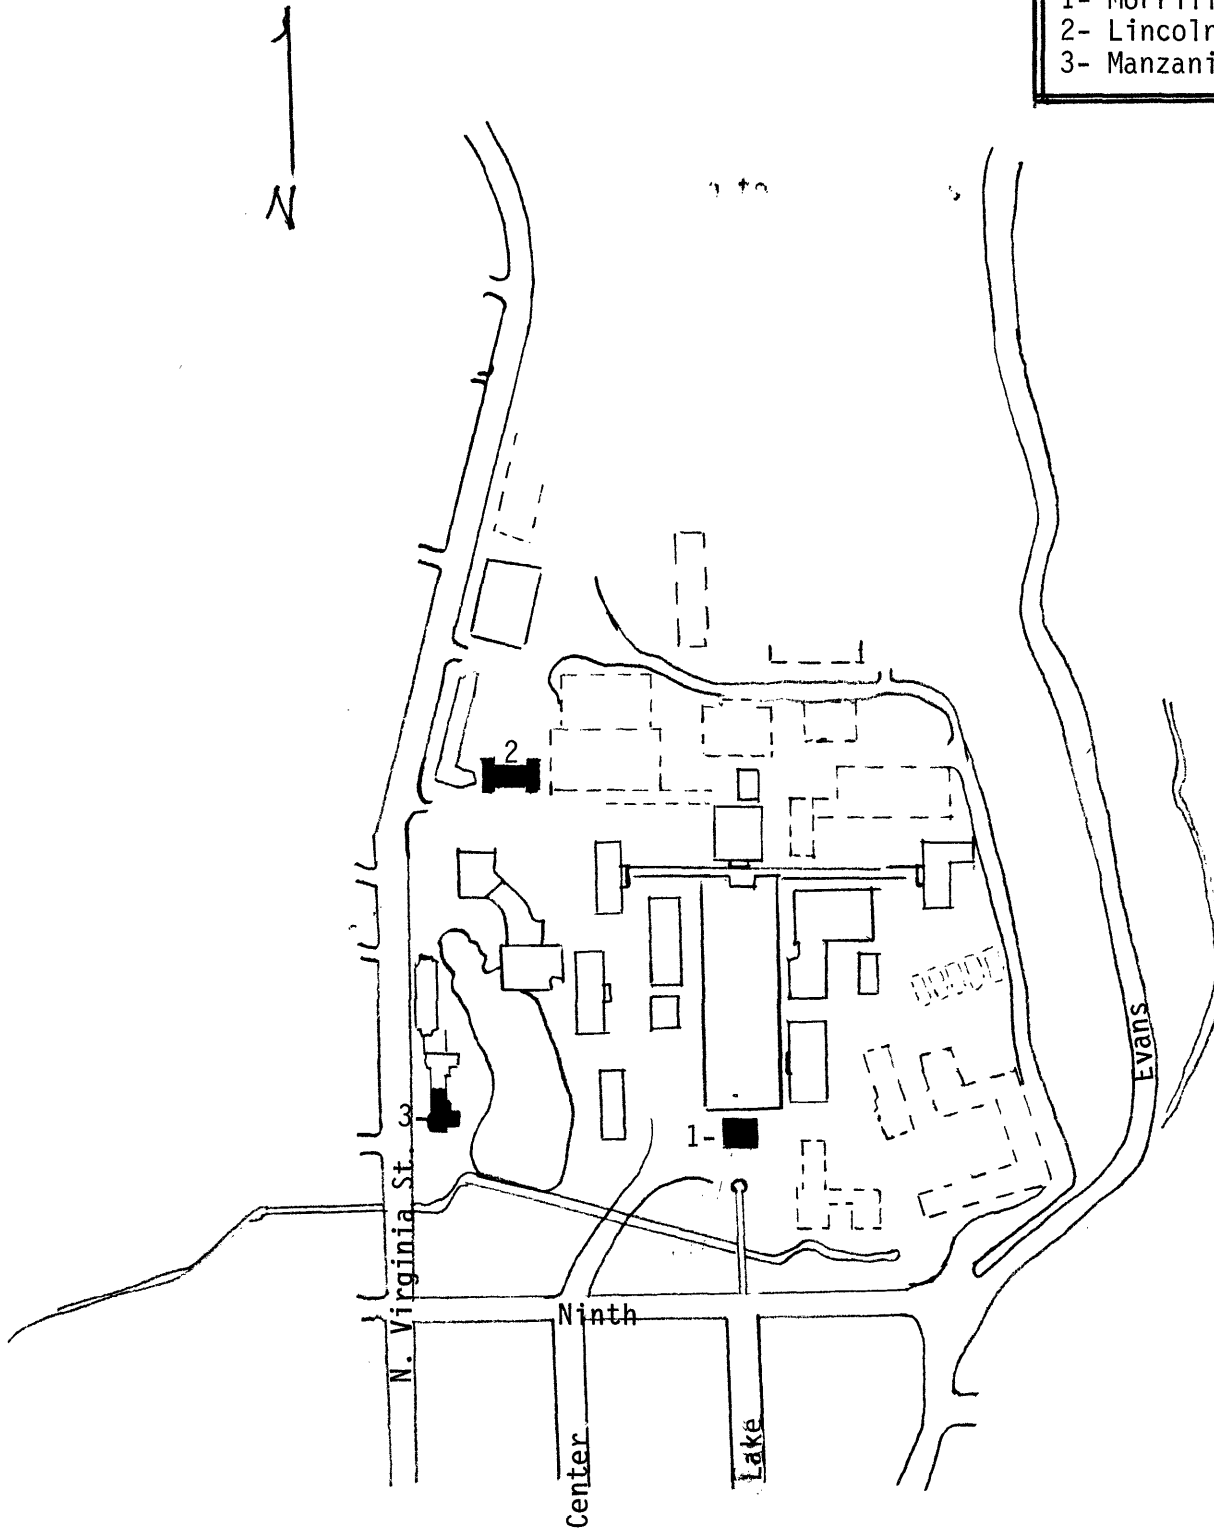 2- Lincoln
3- Manzani
N
2
3
1-
Evans
N. Virginia St.
Ninth
Center
Lake